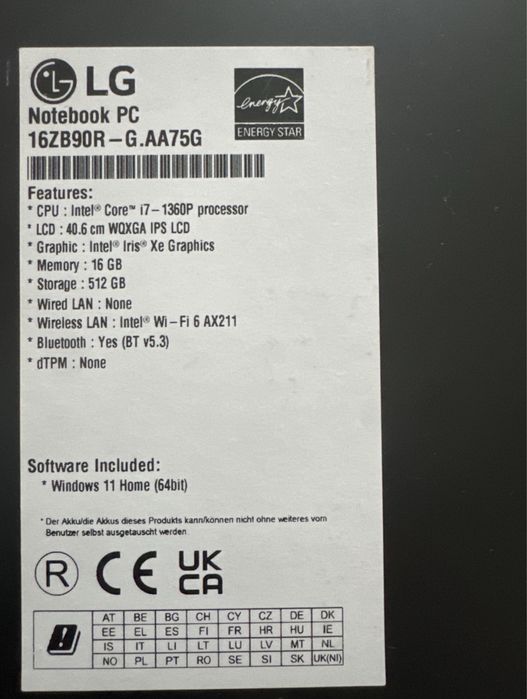 LG
energy
ENERGY STAR
Notebook PC
16ZB90R-G.AA75G
Features:
* CPU : Intel® Core™ i7-1360P processor
* LCD : 40.6 cm WQXGA IPS LCD
* Graphic : Intel® Iris® Xe Graphics
* Memory : 16 GB
* Storage : 512 GB
* Wired LAN : None
* Wireless LAN : Intel® Wi-Fi 6 AX211
* Bluetooth : Yes (BT v5.3)
* dTPM : None
Software Included:
* Windows 11 Home (64bit)
* Der Akku/die Akkus dieses Produkts kann/können nicht ohne weiteres vom
Benutzer selbst ausgetauscht werden.
R CE UK
CA
AT BE BG CH CY CZ DE DK
EE EL ES FI FR HR HU IE
IS IT LI LT LU LV MT NL
NO PL PT RO SE SI SK UK(NI)